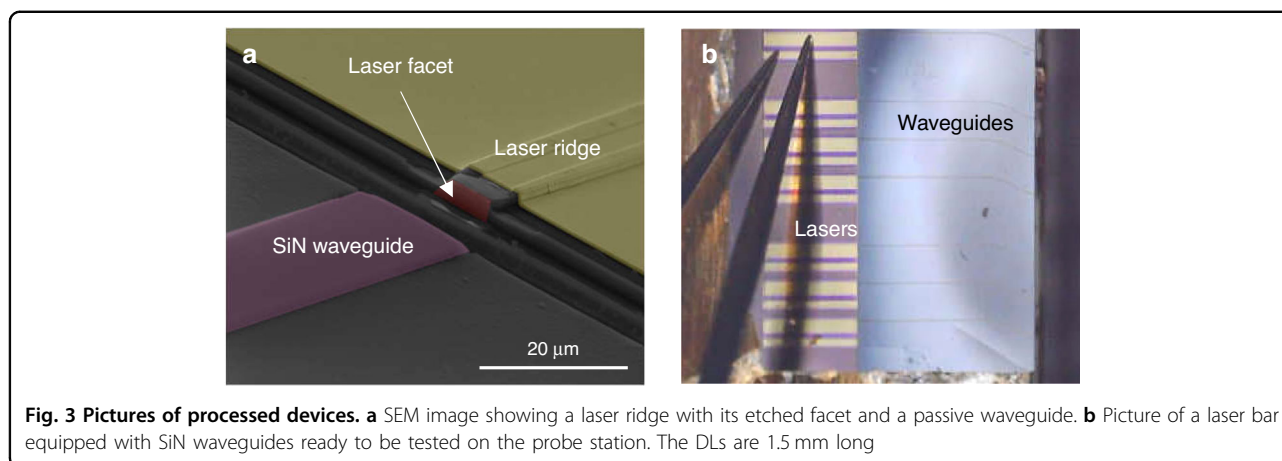 a
Laser facet
Laser ridge
SiN waveguide
20 μm
b
Waveguides
Lasers
Fig. 3 Pictures of processed devices. a SEM image showing a laser ridge with its etched facet and a passive waveguide. b Picture of a laser bar
equipped with SiN waveguides ready to be tested on the probe station. The DLs are 1.5 mm long